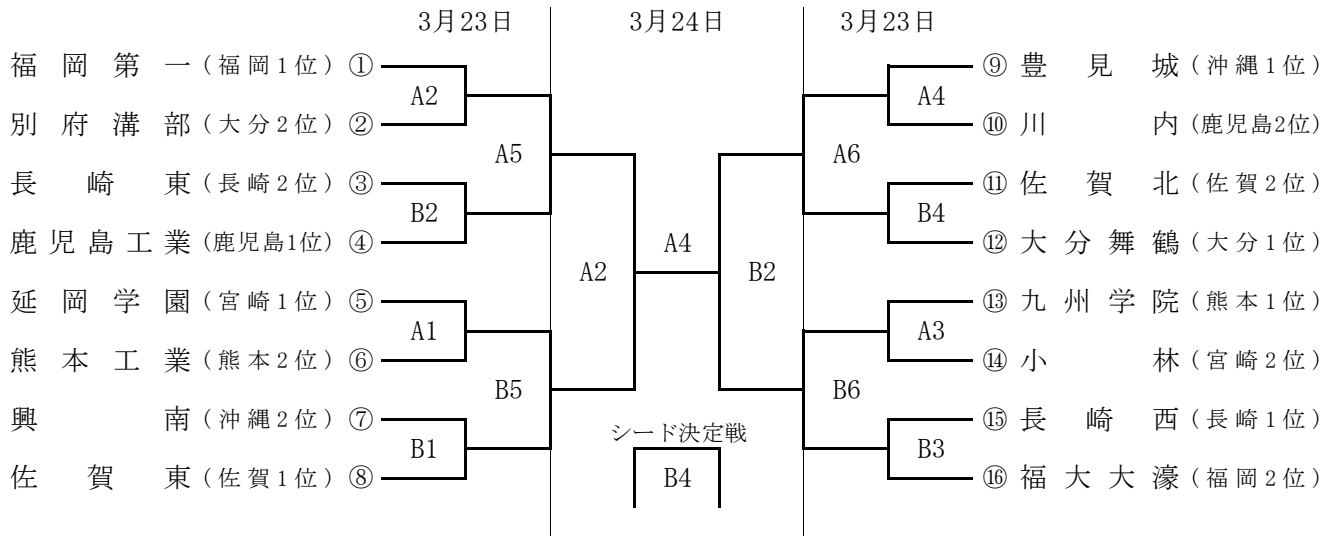 3月23日 3月24日 3月23日
福岡第一(福岡1位) ① ⑨ 豊見城(沖縄1位)
A2 A4
別府溝部(大分2位) ② ⑩ 川内(鹿児島2位)
A5 A6
長崎東(長崎2位) ③ ⑪ 佐賀北(佐賀2位)
B2 B4
鹿児島工業(鹿児島1位) ④ A4 ⑫ 大分舞鶴(大分1位)
A2 B2
延岡学園(宮崎1位) ⑤ ⑬ 九州学院(熊本1位)
A1 A3
熊本工業(熊本2位) ⑥ ⑭ 小林(宮崎2位)
B5 B6
興南(沖縄2位) ⑦ シード決定戦 ⑮ 長崎西(長崎1位)
B1 B3
佐賀東(佐賀1位) ⑧ B4 ⑯ 福大大濠(福岡2位)